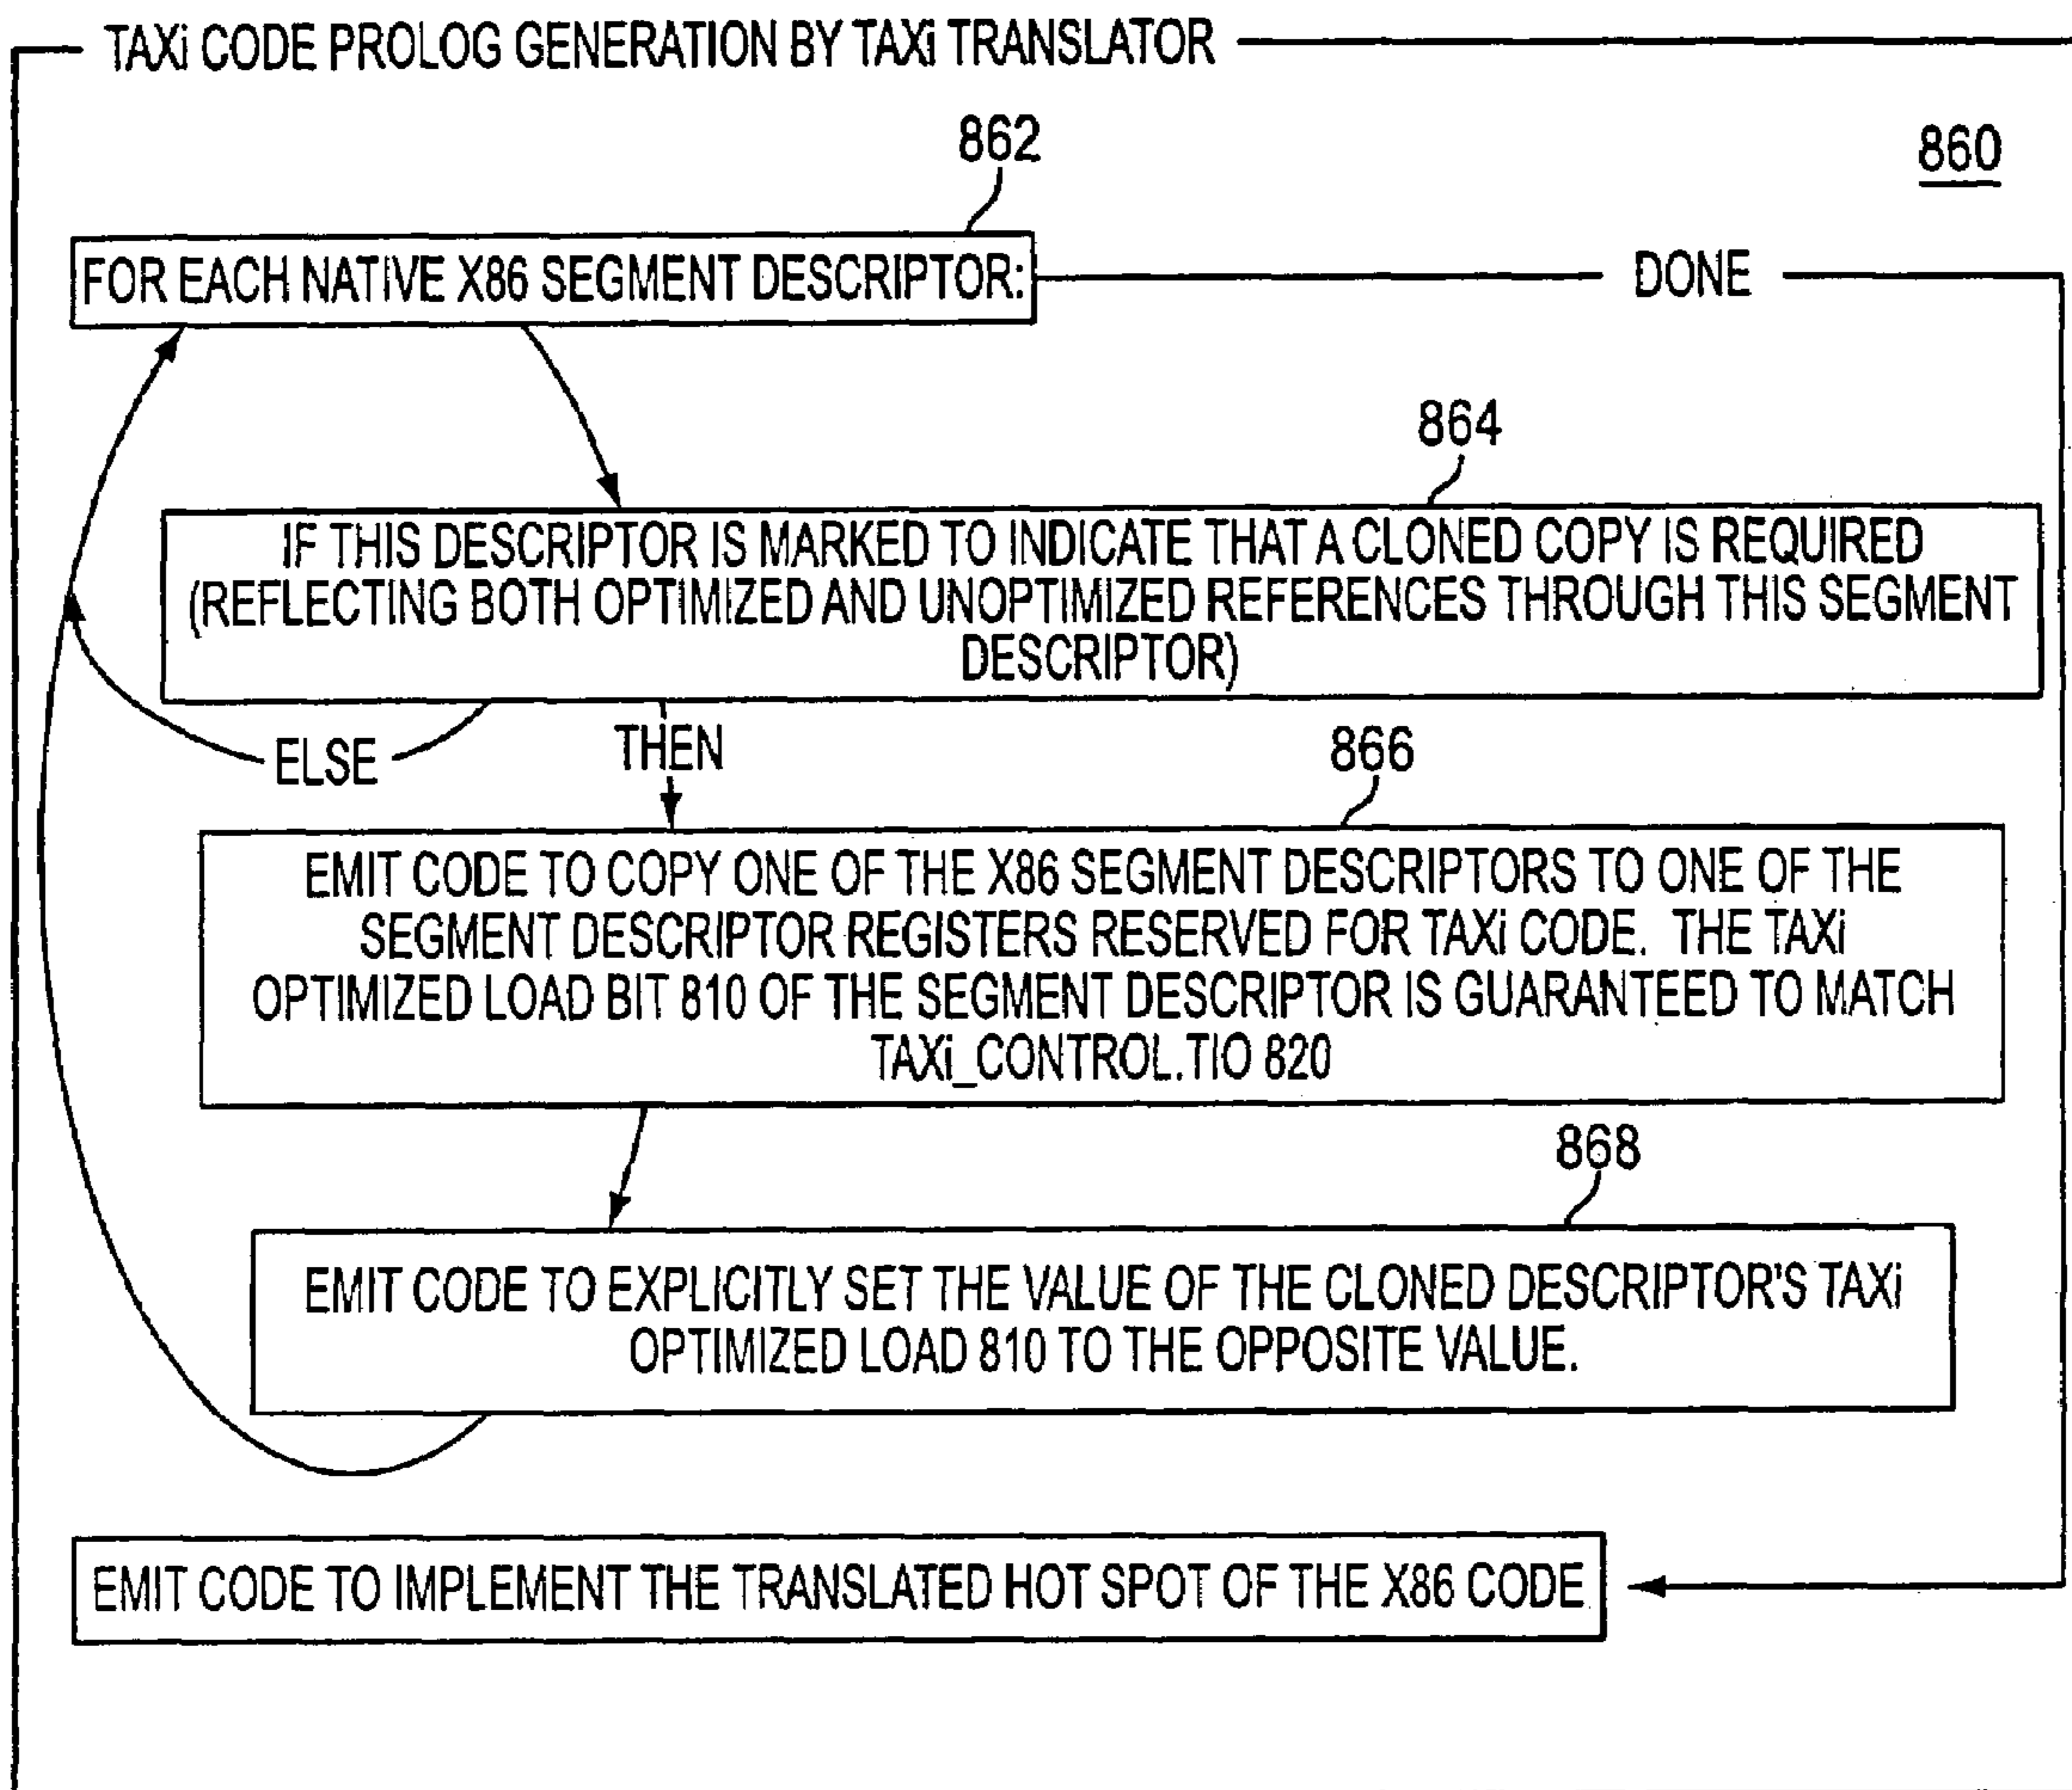 TAXi CODE PROLOG GENERATION BY TAXi TRANSLATOR
862
860
FOR EACH NATIVE X86 SEGMENT DESCRIPTOR:
DONE
864
IF THIS DESCRIPTOR IS MARKED TO INDICATE THAT A CLONED COPY IS REQUIRED
(REFLECTING BOTH OPTIMIZED AND UNOPTIMIZED REFERENCES THROUGH THIS SEGMENT
DESCRIPTOR)
ELSE
THEN
866
EMIT CODE TO COPY ONE OF THE X86 SEGMENT DESCRIPTORS TO ONE OF THE
SEGMENT DESCRIPTOR REGISTERS RESERVED FOR TAXi CODE. THE TAXi
OPTIMIZED LOAD BIT 810 OF THE SEGMENT DESCRIPTOR IS GUARANTEED TO MATCH
TAXi_CONTROL.TIO 820
868
EMIT CODE TO EXPLICITLY SET THE VALUE OF THE CLONED DESCRIPTOR'S TAXi
OPTIMIZED LOAD 810 TO THE OPPOSITE VALUE.
EMIT CODE TO IMPLEMENT THE TRANSLATED HOT SPOT OF THE X86 CODE